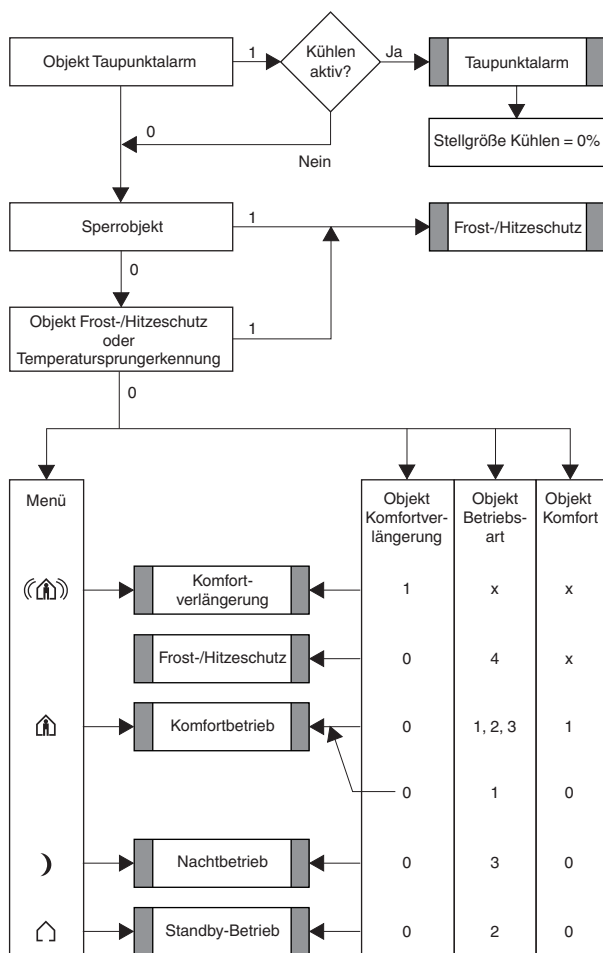 Objekt Taupunktalarm
1
Kühlen
aktiv?
Ja
Taupunktalarm
0
Nein
Stellgröße Kühlen = 0%
Sperrobjekt
1
Frost-/Hitzeschutz
0
Objekt Frost-/Hitzeschutz
oder
Temperatursprungerkennung
1
0
Menü
Objekt
Komfortver-
längerung
Objekt
Betriebs-
art
Objekt
Komfort
Komfort-
verlängerung
1
x
x
Frost-/Hitzeschutz
0
4
x
Komfortbetrieb
0
1, 2, 3
1
0
1
0
Nachtbetrieb
0
3
0
Standby-Betrieb
0
2
0